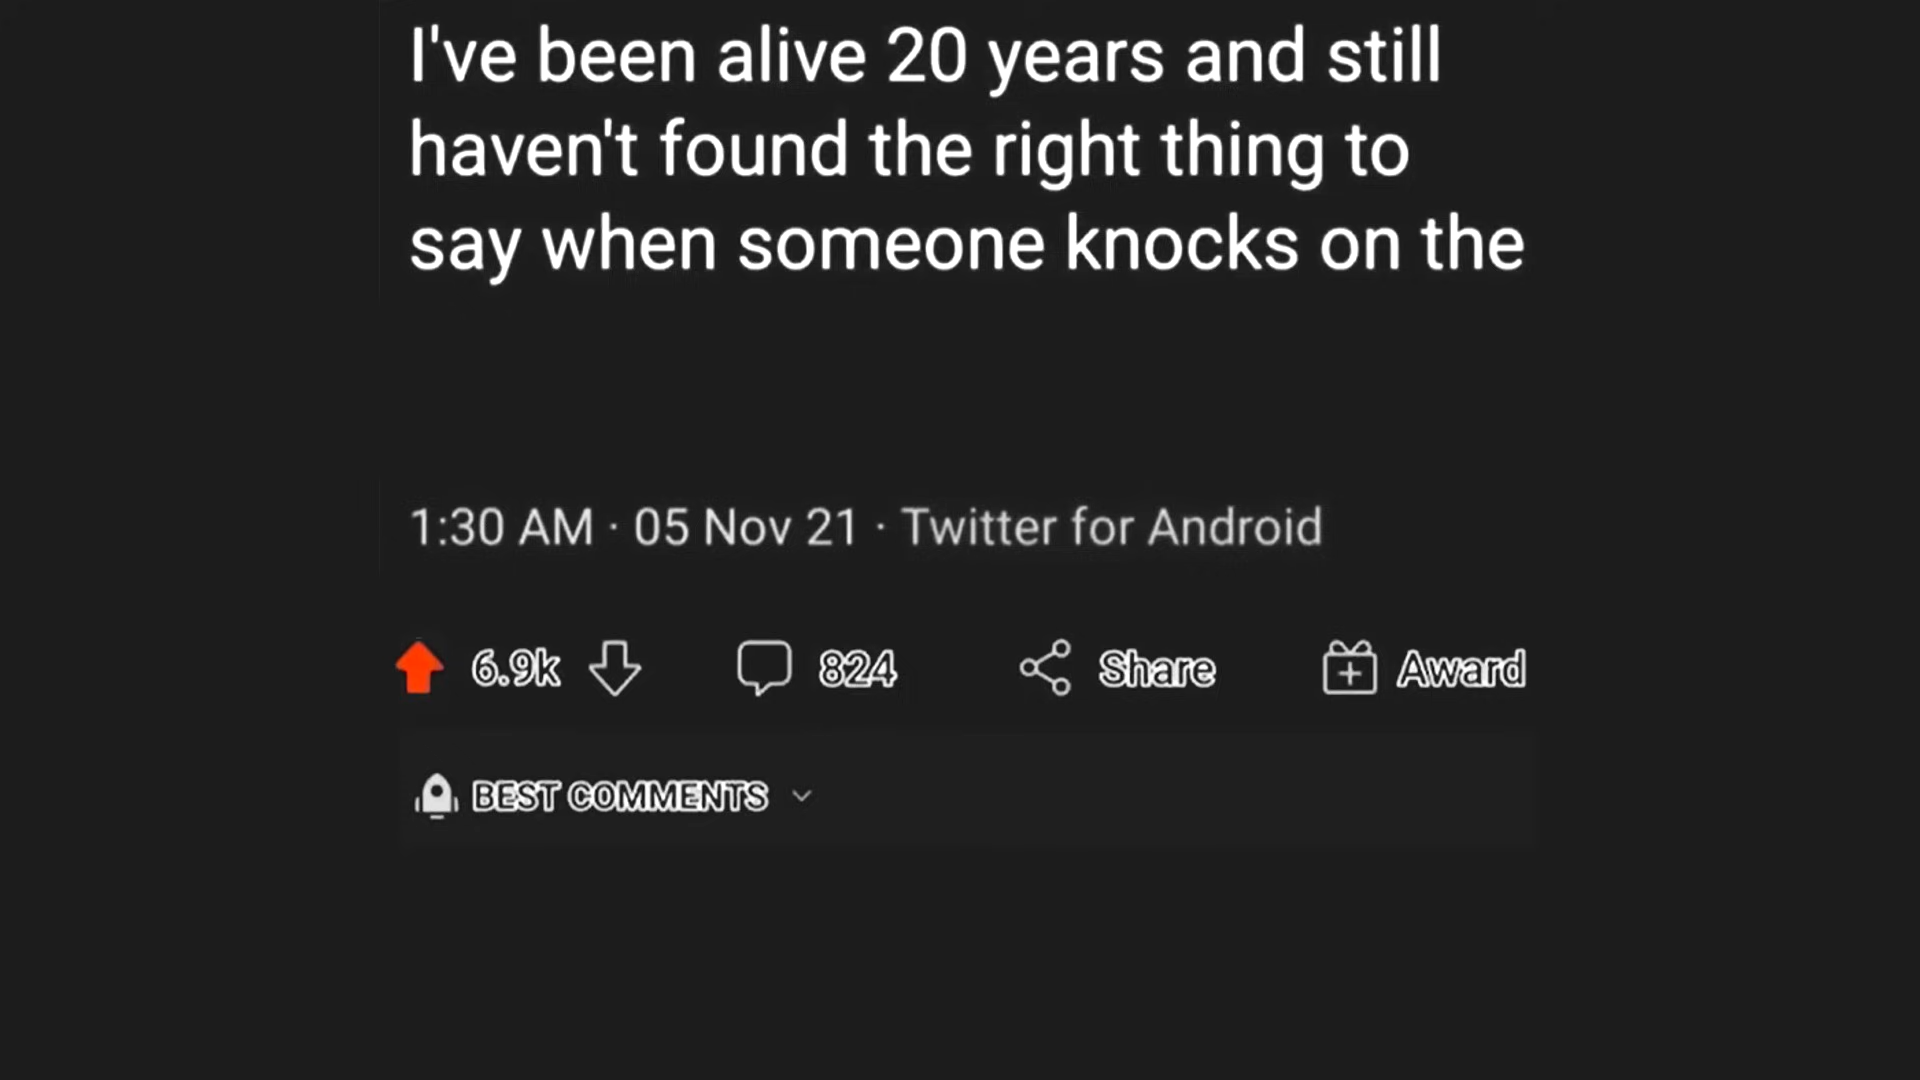 I've been alive 20 years and still
haven't found the right thing to
say when someone knocks on the
1:30 AM · 05 Nov 21 · Twitter for Android
6.9k 824 Share Award
BEST COMMENTS